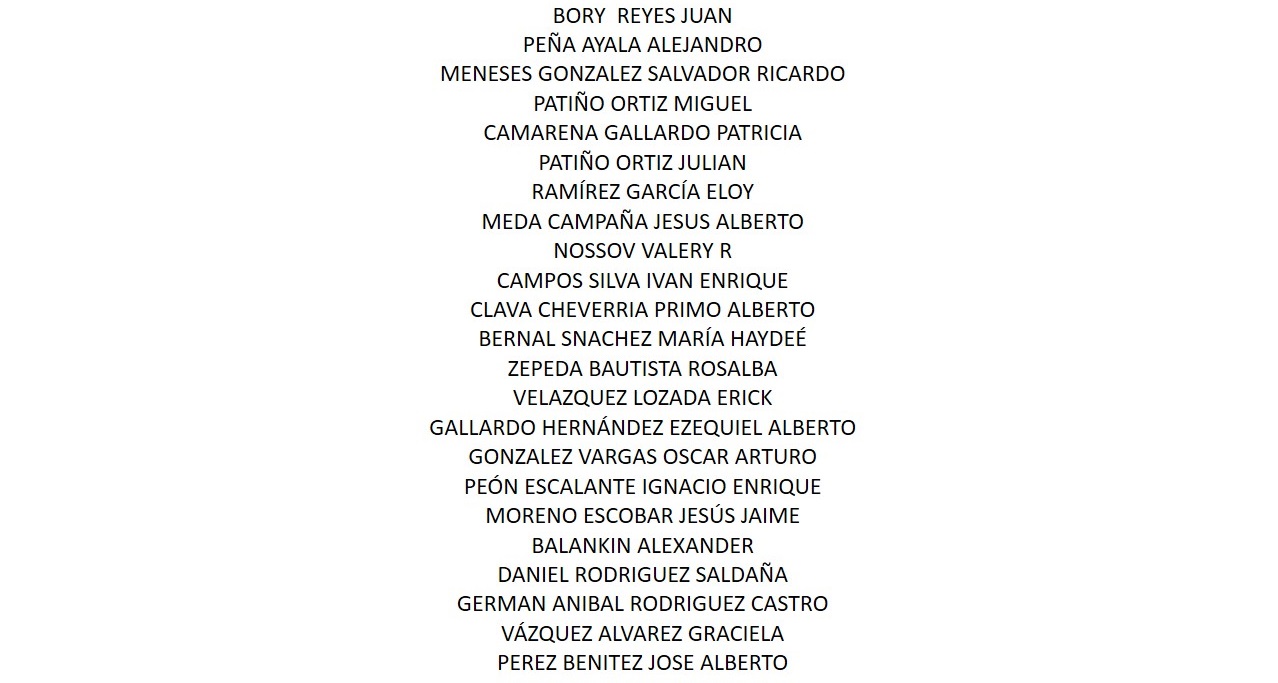 BORY  REYES JUAN
PEÑA AYALA ALEJANDRO
MENESES GONZALEZ SALVADOR RICARDO
PATIÑO ORTIZ MIGUEL
CAMARENA GALLARDO PATRICIA
PATIÑO ORTIZ JULIAN
RAMÍREZ GARCÍA ELOY
MEDA CAMPAÑA JESUS ALBERTO
NOSSOV VALERY R
CAMPOS SILVA IVAN ENRIQUE
CLAVA CHEVERRIA PRIMO ALBERTO
BERNAL SNACHEZ MARÍA HAYDEÉ
ZEPEDA BAUTISTA ROSALBA
VELAZQUEZ LOZADA ERICK
GALLARDO HERNÁNDEZ EZEQUIEL ALBERTO
GONZALEZ VARGAS OSCAR ARTURO
PEÓN ESCALANTE IGNACIO ENRIQUE
MORENO ESCOBAR JESÚS JAIME
BALANKIN ALEXANDER
DANIEL RODRIGUEZ SALDAÑA
GERMAN ANIBAL RODRIGUEZ CASTRO
VÁZQUEZ ALVAREZ GRACIELA
PEREZ BENITEZ JOSE ALBERTO